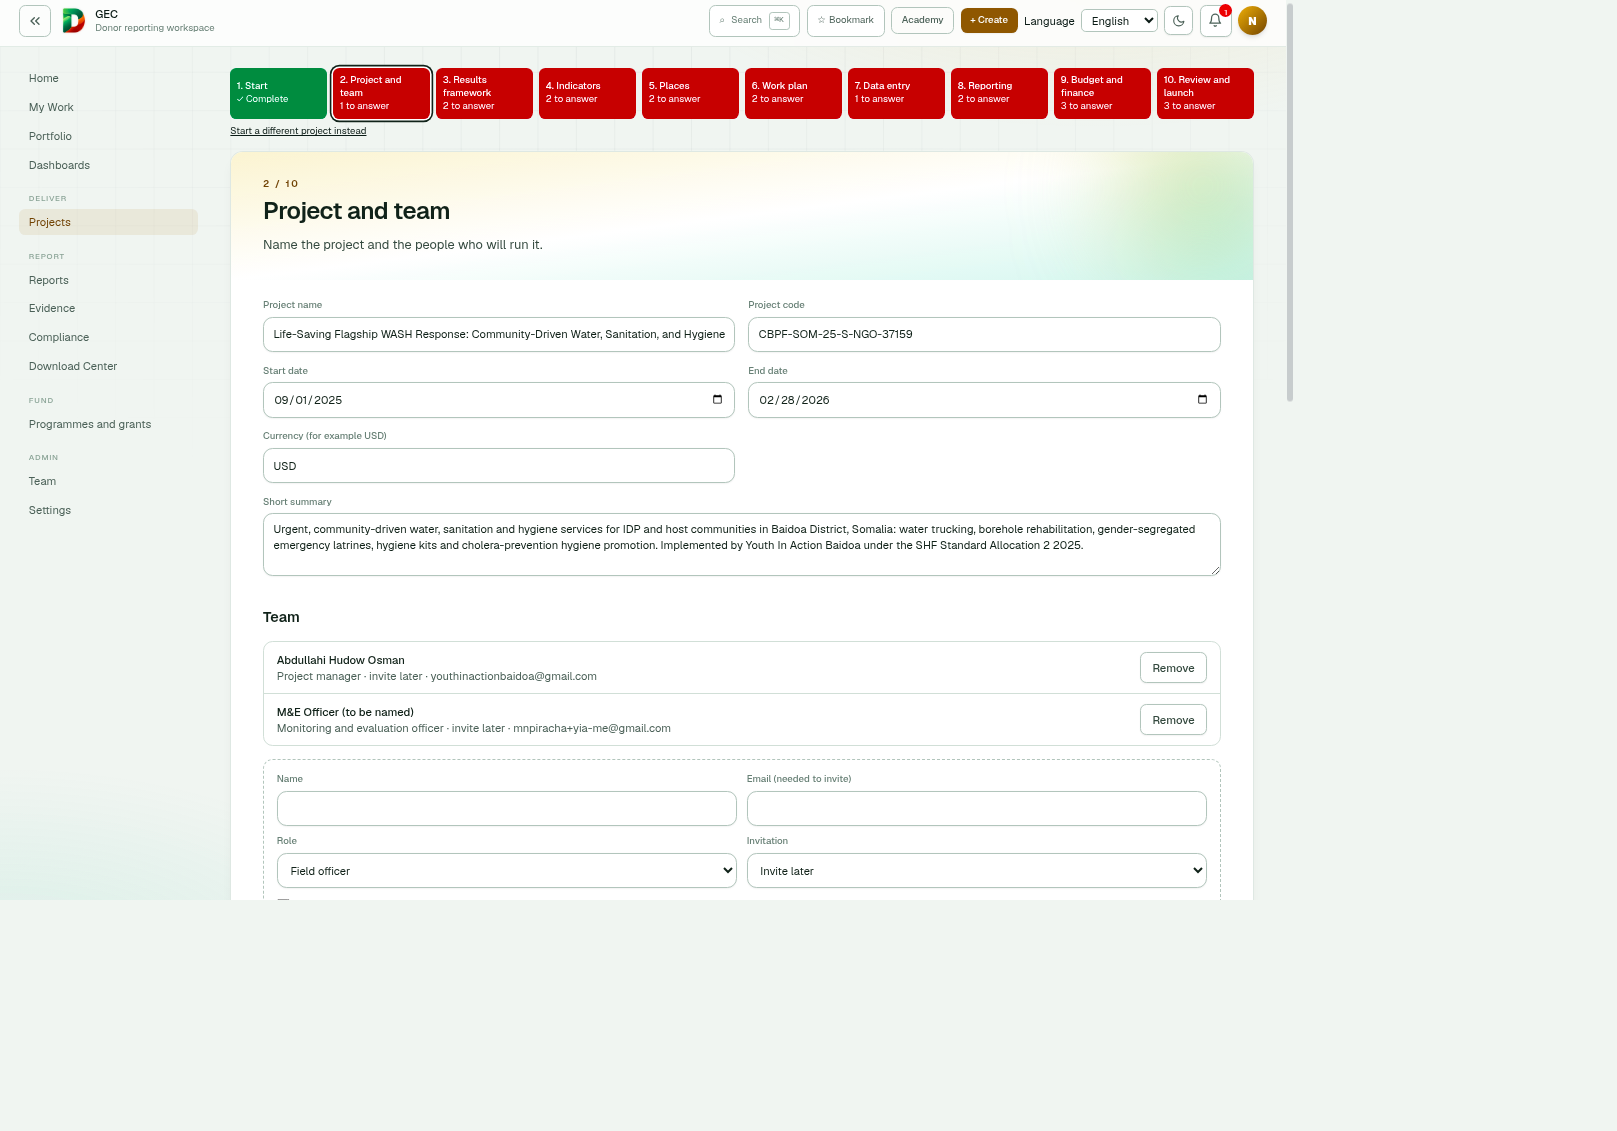 GEC
Donor reporting workspace
Search ⌘K
☆ Bookmark
Academy
+ Create
Language
English
1
N
Home
My Work
Portfolio
Dashboards
DELIVER
Projects
REPORT
Reports
Evidence
Compliance
Download Center
FUND
Programmes and grants
ADMIN
Team
Settings
1. Start
✓ Complete
2. Project and
team
1 to answer
3. Results
framework
2 to answer
4. Indicators
2 to answer
5. Places
2 to answer
6. Work plan
2 to answer
7. Data entry
1 to answer
8. Reporting
2 to answer
9. Budget and
finance
3 to answer
10. Review and
launch
3 to answer
Start a different project instead
2 / 10
Project and team
Name the project and the people who will run it.
Project name
Life-Saving Flagship WASH Response: Community-Driven Water, Sanitation, and Hygiene
Project code
CBPF-SOM-25-S-NGO-37159
Start date
09/01/2025
End date
02/28/2026
Currency (for example USD)
USD
Short summary
Urgent, community-driven water, sanitation and hygiene services for IDP and host communities in Baidoa District, Somalia: water trucking, borehole rehabilitation, gender-segregated
emergency latrines, hygiene kits and cholera-prevention hygiene promotion. Implemented by Youth In Action Baidoa under the SHF Standard Allocation 2 2025.
Team
Abdullahi Hudow Osman
Project manager · invite later · youthinactionbaidoa@gmail.com
Remove
M&E Officer (to be named)
Monitoring and evaluation officer · invite later · mnpiracha+yia-me@gmail.com
Remove
Name
Email (needed to invite)
Role
Field officer
Invitation
Invite later